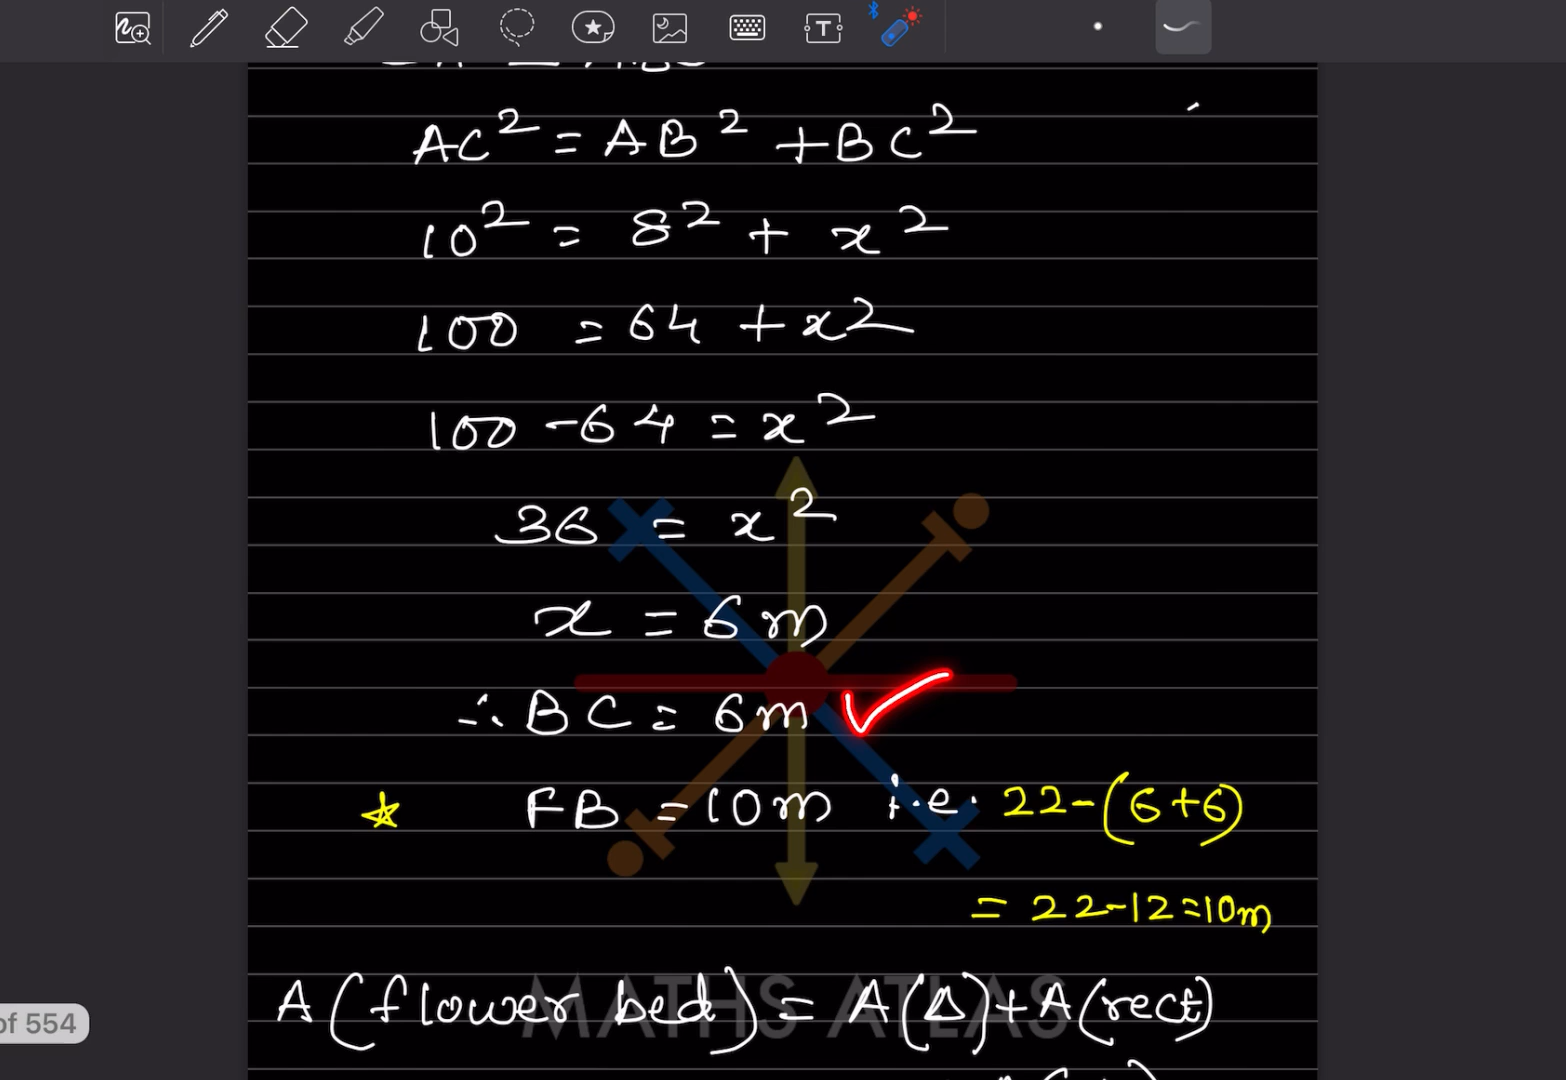 AC² = AB² + BC²
10² = 8² + x²
100 = 64 + x²
100 - 64 = x²
36 = x²
x = 6m
∴ BC = 6m ✓
☆ FB = 10m i.e. 22-(6+6)
= 22-12=10m
A(flower bed) = A(Δ)+A(rect)
MATHS ATLAS
of 554
T